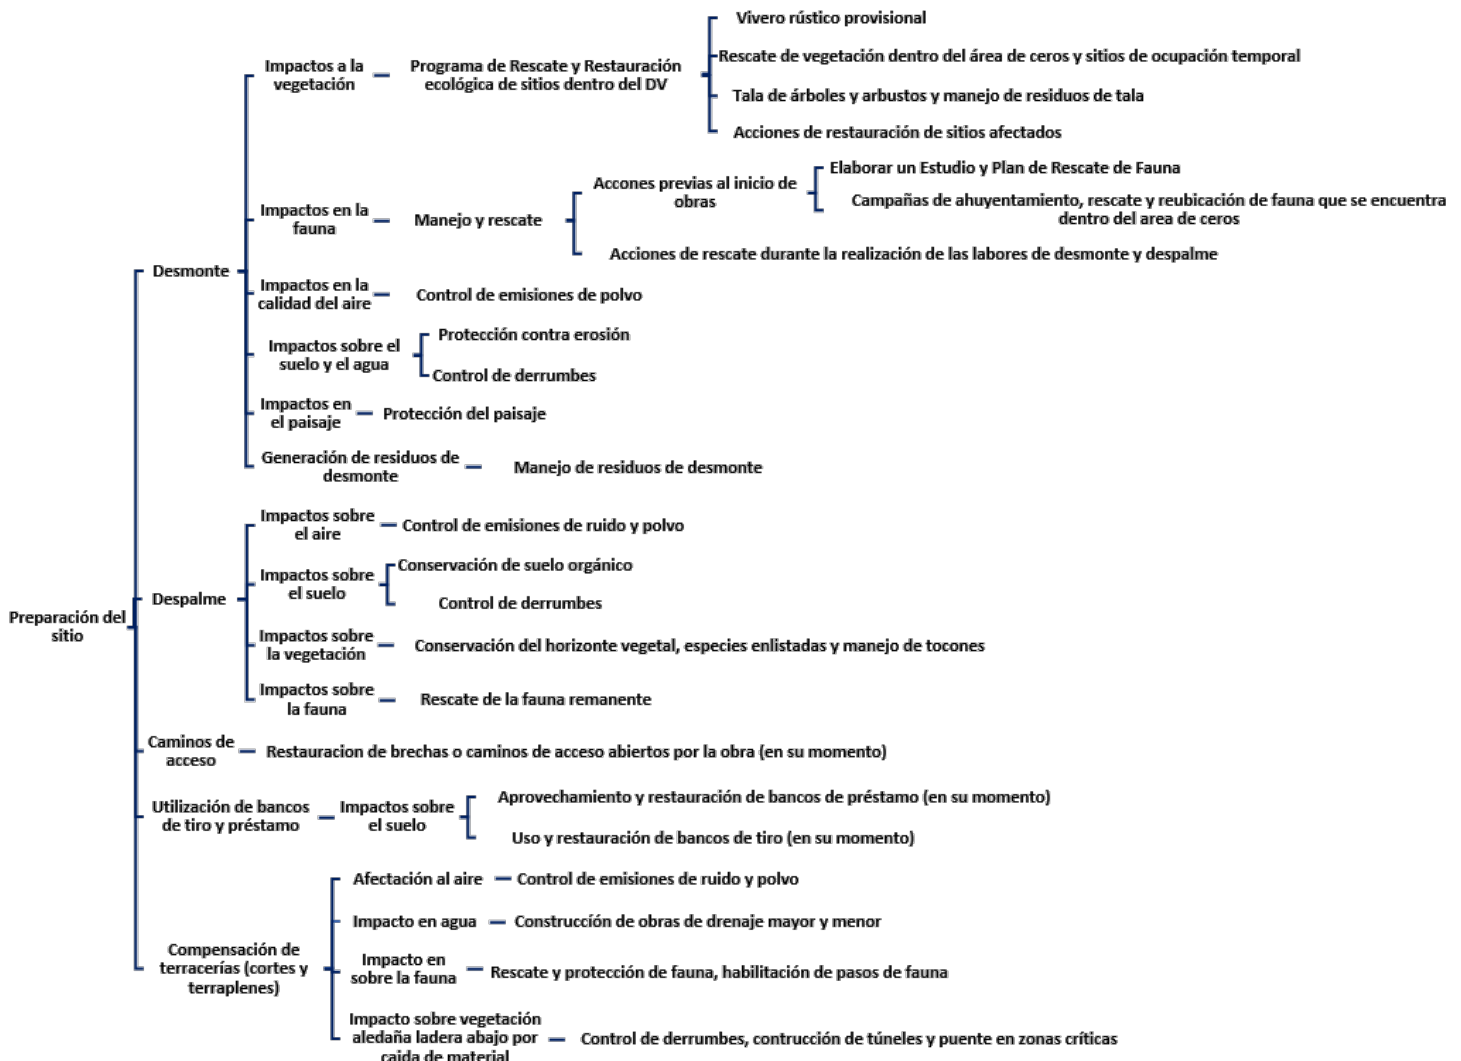 Preparación del
sitio
Desmonte
Impactos a la
vegetación
Programa de Rescate y Restauración
ecológica de sitios dentro del DV
Vivero rústico provisional
Rescate de vegetación dentro del área de ceros y sitios de ocupación temporal
Tala de árboles y arbustos y manejo de residuos de tala
Acciones de restauración de sitios afectados
Impactos en la
fauna
Manejo y rescate
Accones previas al inicio de
obras
Elaborar un Estudio y Plan de Rescate de Fauna
Campañas de ahuyentamiento, rescate y reubicación de fauna que se encuentra
dentro del area de ceros
Acciones de rescate durante la realización de las labores de desmonte y despalme
Impactos en la
calidad del aire
Control de emisiones de polvo
Impactos sobre el
suelo y el agua
Protección contra erosión
Control de derrumbes
Impactos en
el paisaje
Protección del paisaje
Generación de residuos de
desmonte
Manejo de residuos de desmonte
Despalme
Impactos sobre
el aire
Control de emisiones de ruido y polvo
Impactos sobre
el suelo
Conservación de suelo orgánico
Control de derrumbes
Impactos sobre
la vegetación
Conservación del horizonte vegetal, especies enlistadas y manejo de tocones
Impactos sobre
la fauna
Rescate de la fauna remanente
Caminos de
acceso
Restauracion de brechas o caminos de acceso abiertos por la obra (en su momento)
Utilización de bancos
de tiro y préstamo
Impactos sobre
el suelo
Aprovechamiento y restauración de bancos de préstamo (en su momento)
Uso y restauración de bancos de tiro (en su momento)
Compensación de
terracerías (cortes y
terraplenes)
Afectación al aire
Control de emisiones de ruido y polvo
Impacto en agua
Construccíón de obras de drenaje mayor y menor
Impacto en
sobre la fauna
Rescate y protección de fauna, habilitación de pasos de fauna
Impacto sobre vegetación
aledaña ladera abajo por
caida de material
Control de derrumbes, contrucción de túneles y puente en zonas críticas